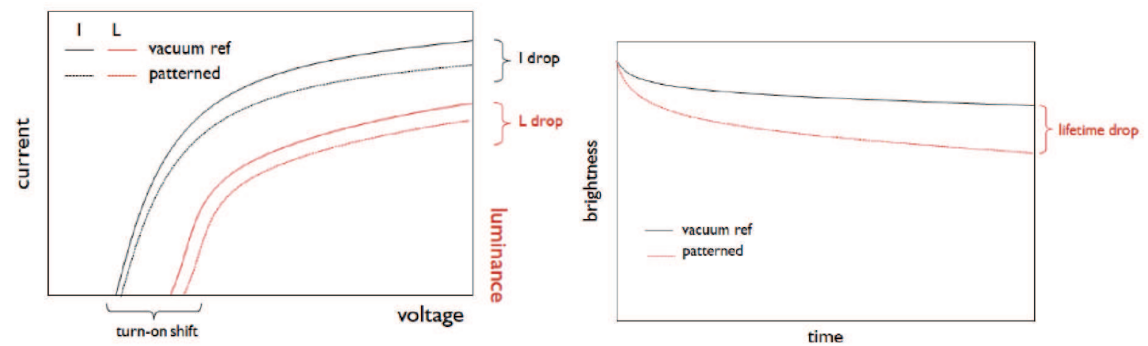 I L
vacuum ref
patterned
I drop
L drop
current
luminance
voltage
turn-on shift
brightness
lifetime drop
vacuum ref
patterned
time